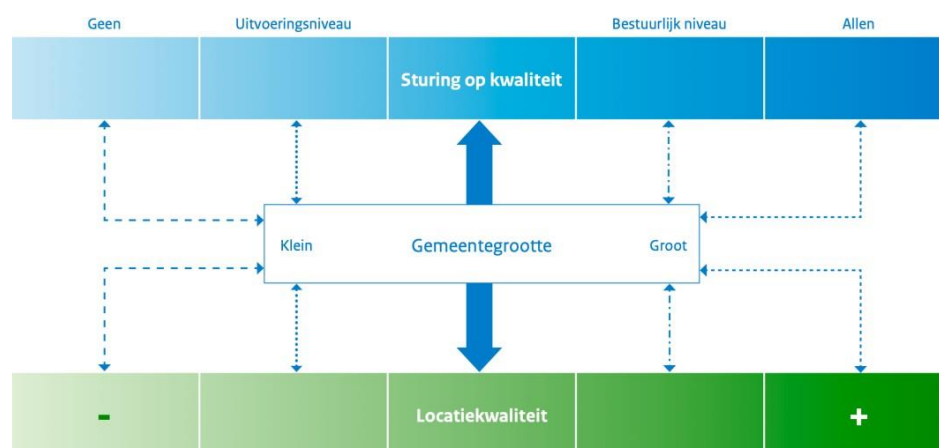 Geen Uitvoeringsniveau Bestuurlijk niveau Allen
Sturing op kwaliteit
Klein Gemeentegrootte Groot
- Locatiekwaliteit +